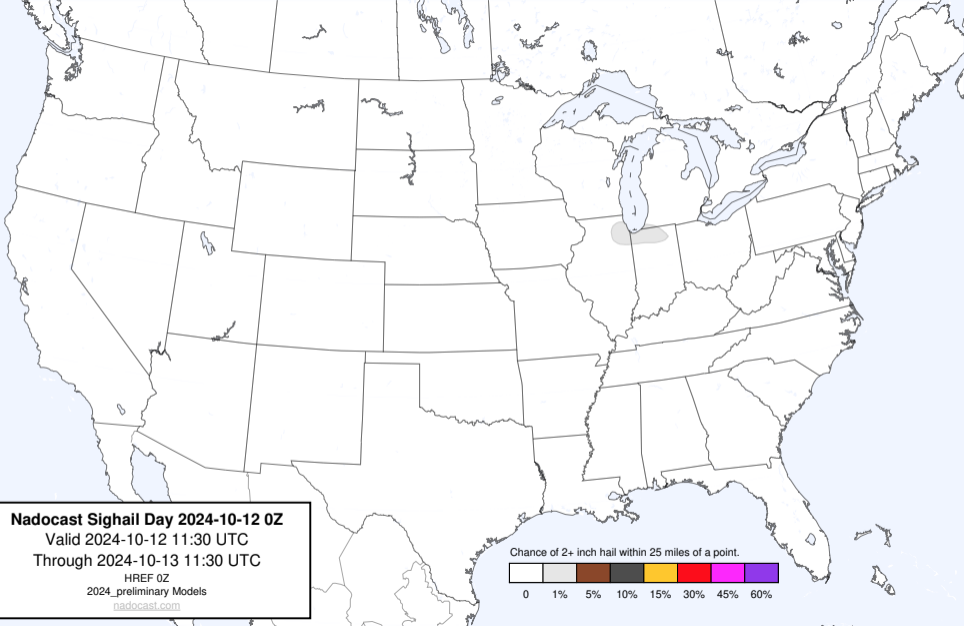 Nadocast Sighail Day 2024-10-12 0Z
Valid 2024-10-12 11:30 UTC
Through 2024-10-13 11:30 UTC
HREF 0Z
2024_preliminary Models
nadocast.com
Chance of 2+ inch hail within 25 miles of a point.
0 1% 5% 10% 15% 30% 45% 60%